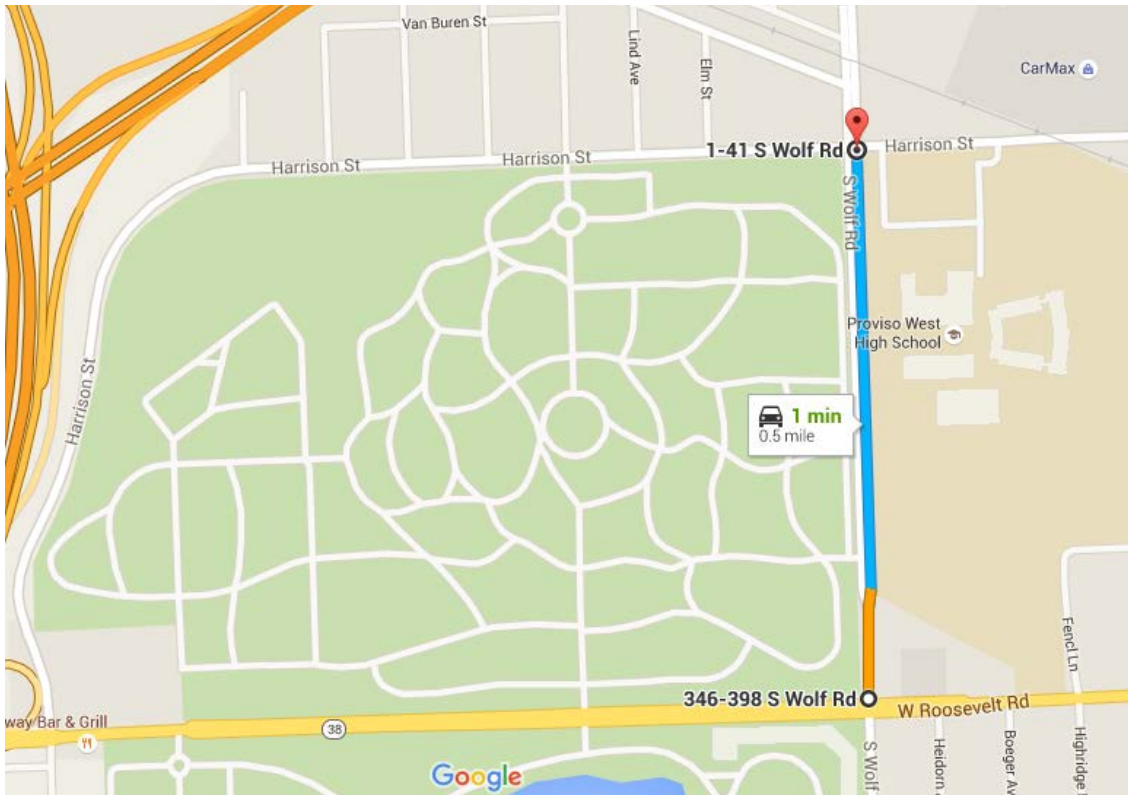 Van Buren St
Lind Ave
Elm St
CarMax
1-41 S Wolf Rd
Harrison St
Harrison St
Harrison St
S Wolf Rd
Proviso West
High School
1 min
0.5 mile
Harrison St
Fencl Ln
346-398 S Wolf Rd
W Roosevelt Rd
way Bar & Grill
38
S Wolf
Heidorn
Boeger Av
Highridge
Google